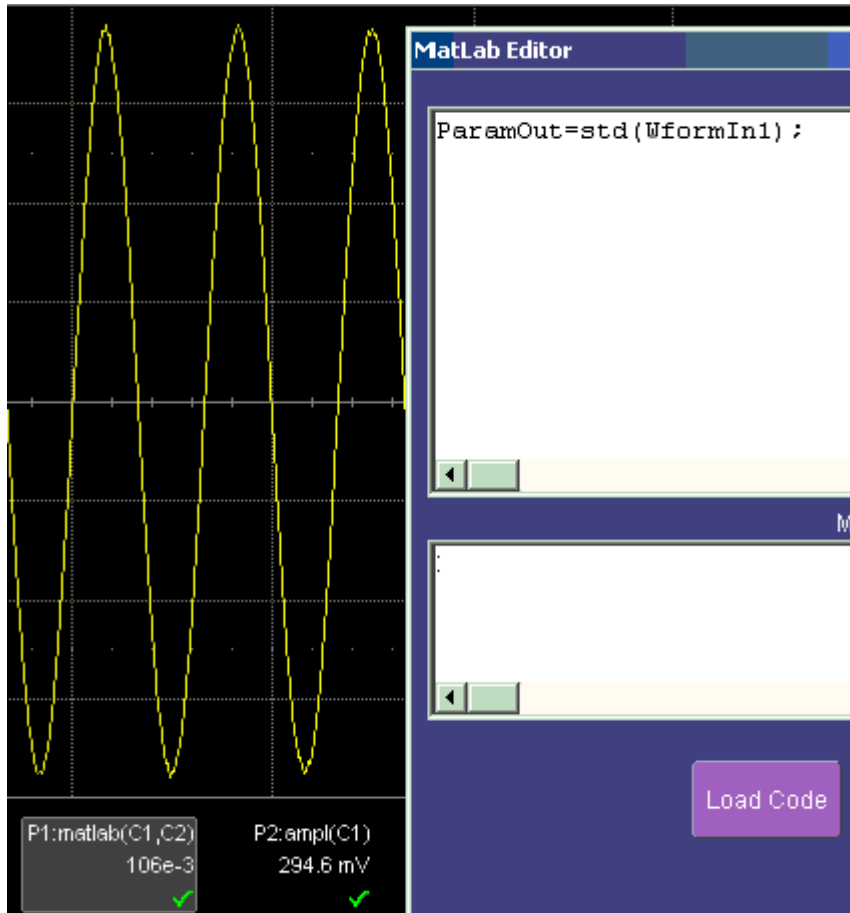 MatLab Editor
ParamOut=std(WformIn1);
M
:
Load Code
P1:matlab(C1,C2) P2:ampl(C1)
106e-3 294.6 mV